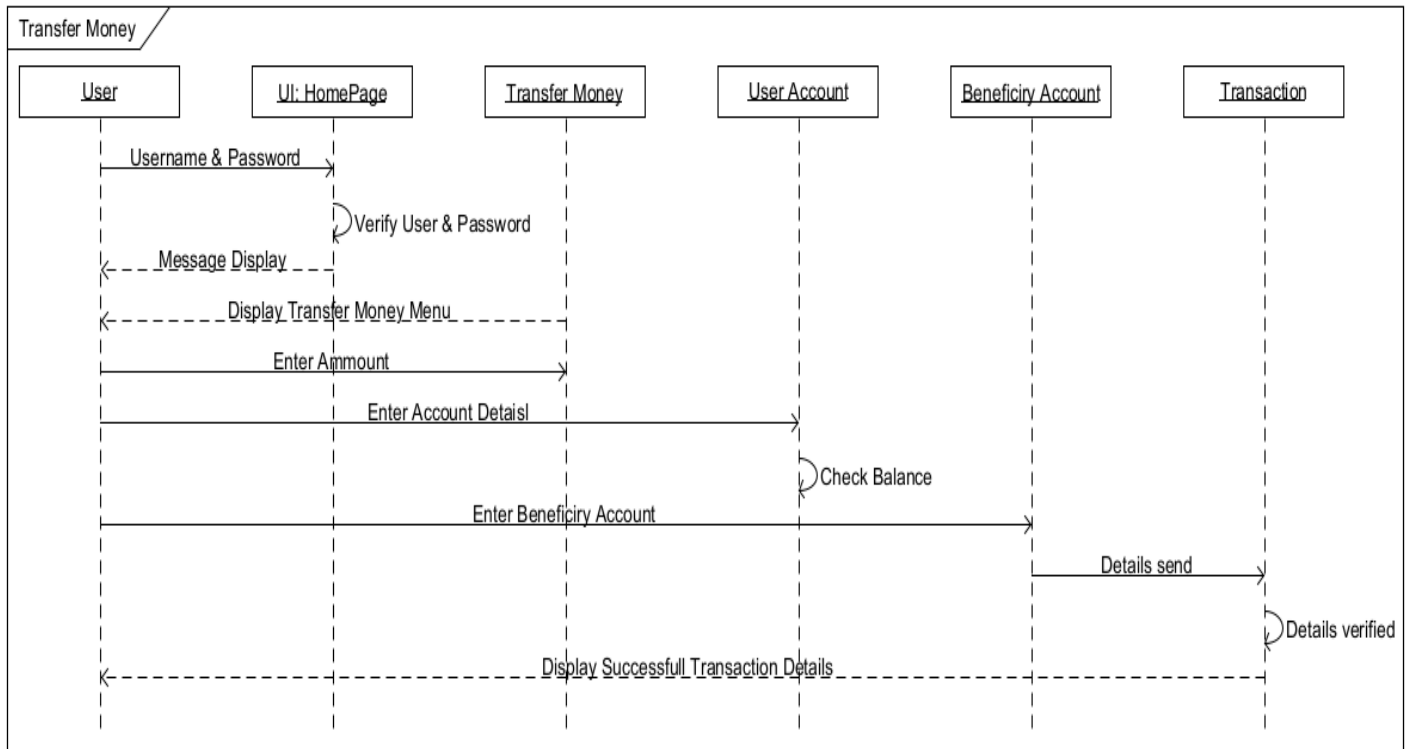 Transfer Money
User
UI: HomePage
Transfer Money
User Account
Beneficiry Account
Transaction
Username & Password
Verify User & Password
Message Display
Display Transfer Money Menu
Enter Ammount
Enter Account Detaisl
Check Balance
Enter Beneficiry Account
Details send
Details verified
Display Successfull Transaction Details